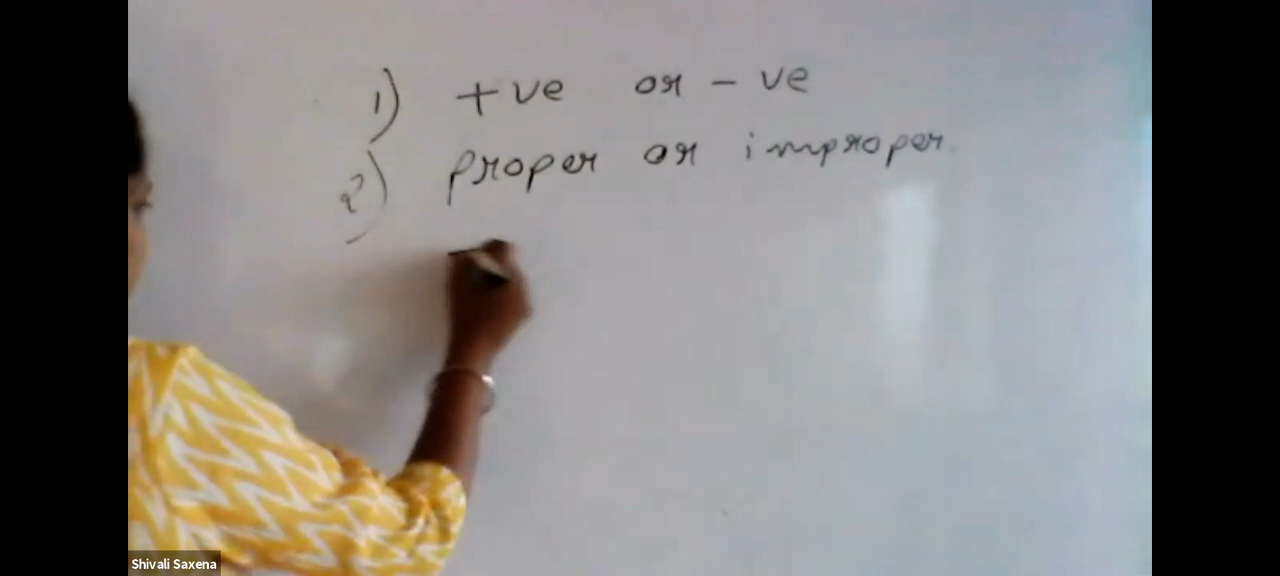 1) +ve or -ve
2) proper or improper
Shivali Saxena